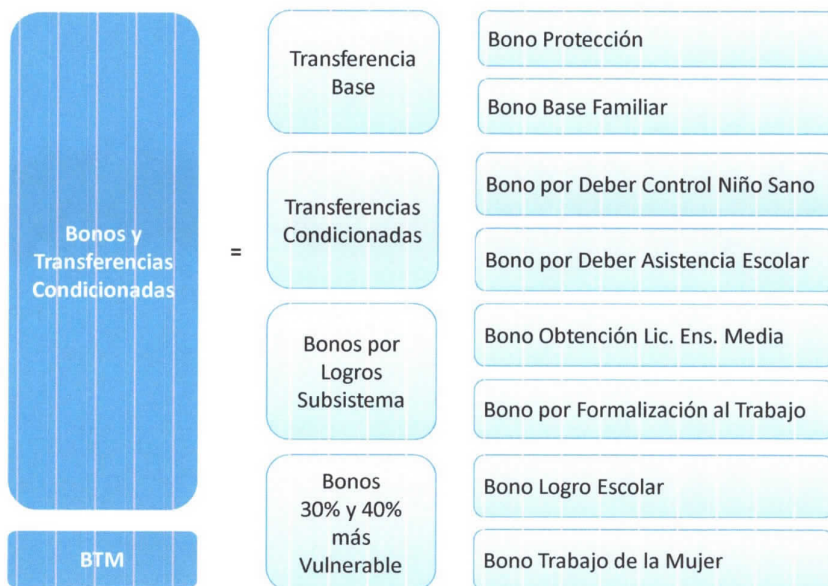 Bonos y
Transferencias
Condicionadas
BTM
=
Transferencia
Base
Bono Protección
Bono Base Familiar
Transferencias
Condicionadas
Bono por Deber Control Niño Sano
Bono por Deber Asistencia Escolar
Bonos por
Logros
Subsistema
Bono Obtención Lic. Ens. Media
Bono por Formalización al Trabajo
Bonos
30% y 40%
más
Vulnerable
Bono Logro Escolar
Bono Trabajo de la Mujer